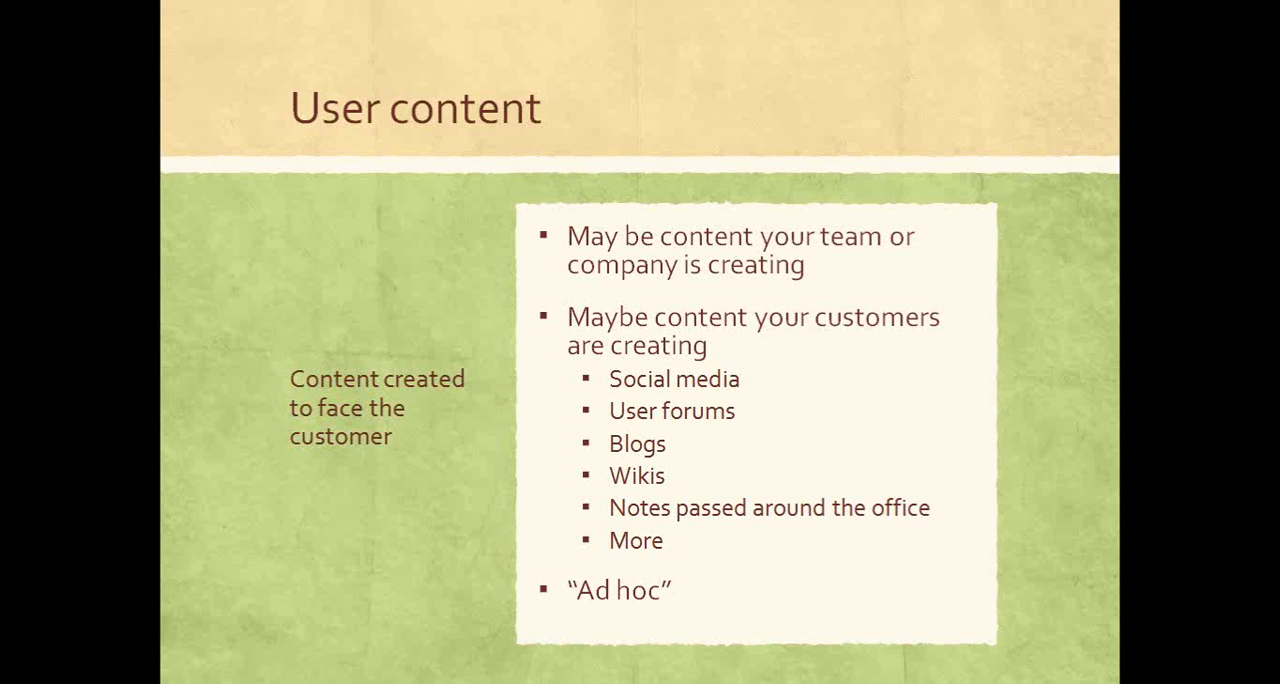 User content
Content created
to face the
customer
▪ May be content your team or
company is creating
▪ Maybe content your customers
are creating
▪ Social media
▪ User forums
▪ Blogs
▪ Wikis
▪ Notes passed around the office
▪ More
▪ “Ad hoc”